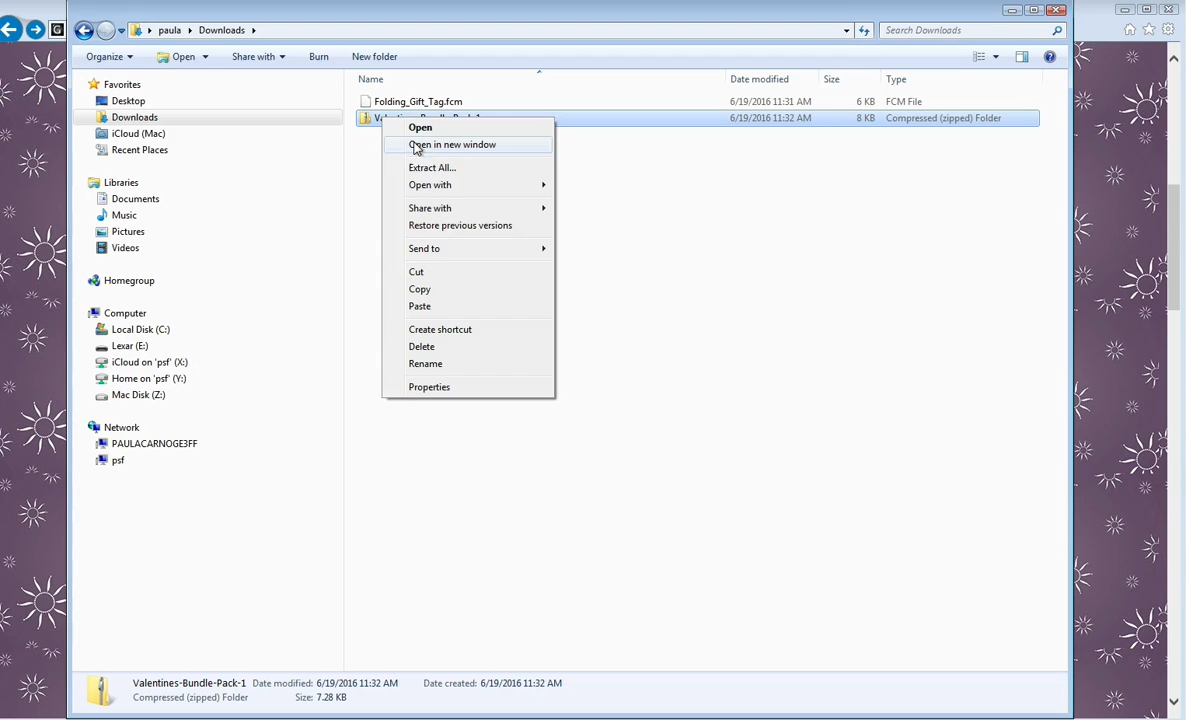 paula Downloads Search Downloads
Organize Open Share with Burn New folder
Name Date modified Size Type
Favorites
Desktop
Downloads
iCloud (Mac)
Recent Places
Libraries
Documents
Music
Pictures
Videos
Homegroup
Computer
Local Disk (C:)
Lexar (E:)
iCloud on 'psf' (X:)
Home on 'psf' (Y:)
Mac Disk (Z:)
Network
PAULACARNOGE3FF
psf
Folding_Gift_Tag.fcm 6/19/2016 11:31 AM 6 KB FCM File
6/19/2016 11:32 AM 8 KB Compressed (zipped) Folder
Open
Open in new window
Extract All...
Open with
Share with
Restore previous versions
Send to
Cut
Copy
Paste
Create shortcut
Delete
Rename
Properties
Valentines-Bundle-Pack-1 Date modified: 6/19/2016 11:32 AM Date created: 6/19/2016 11:32 AM
Compressed (zipped) Folder Size: 7.28 KB